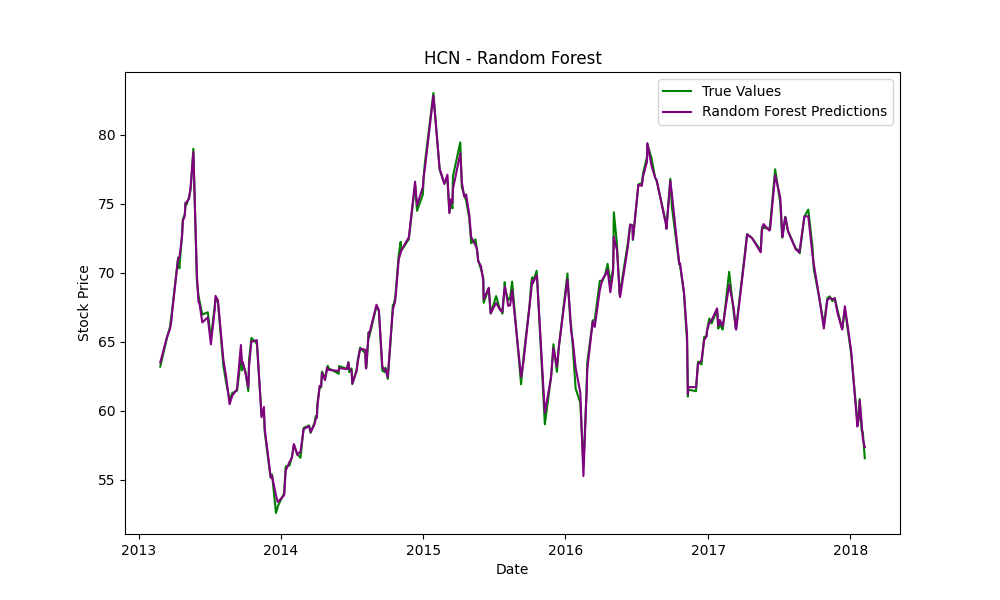 HCN - Random Forest
True Values
Random Forest Predictions
Stock Price
80
75
70
65
60
55
2013 2014 2015 2016 2017 2018
Date